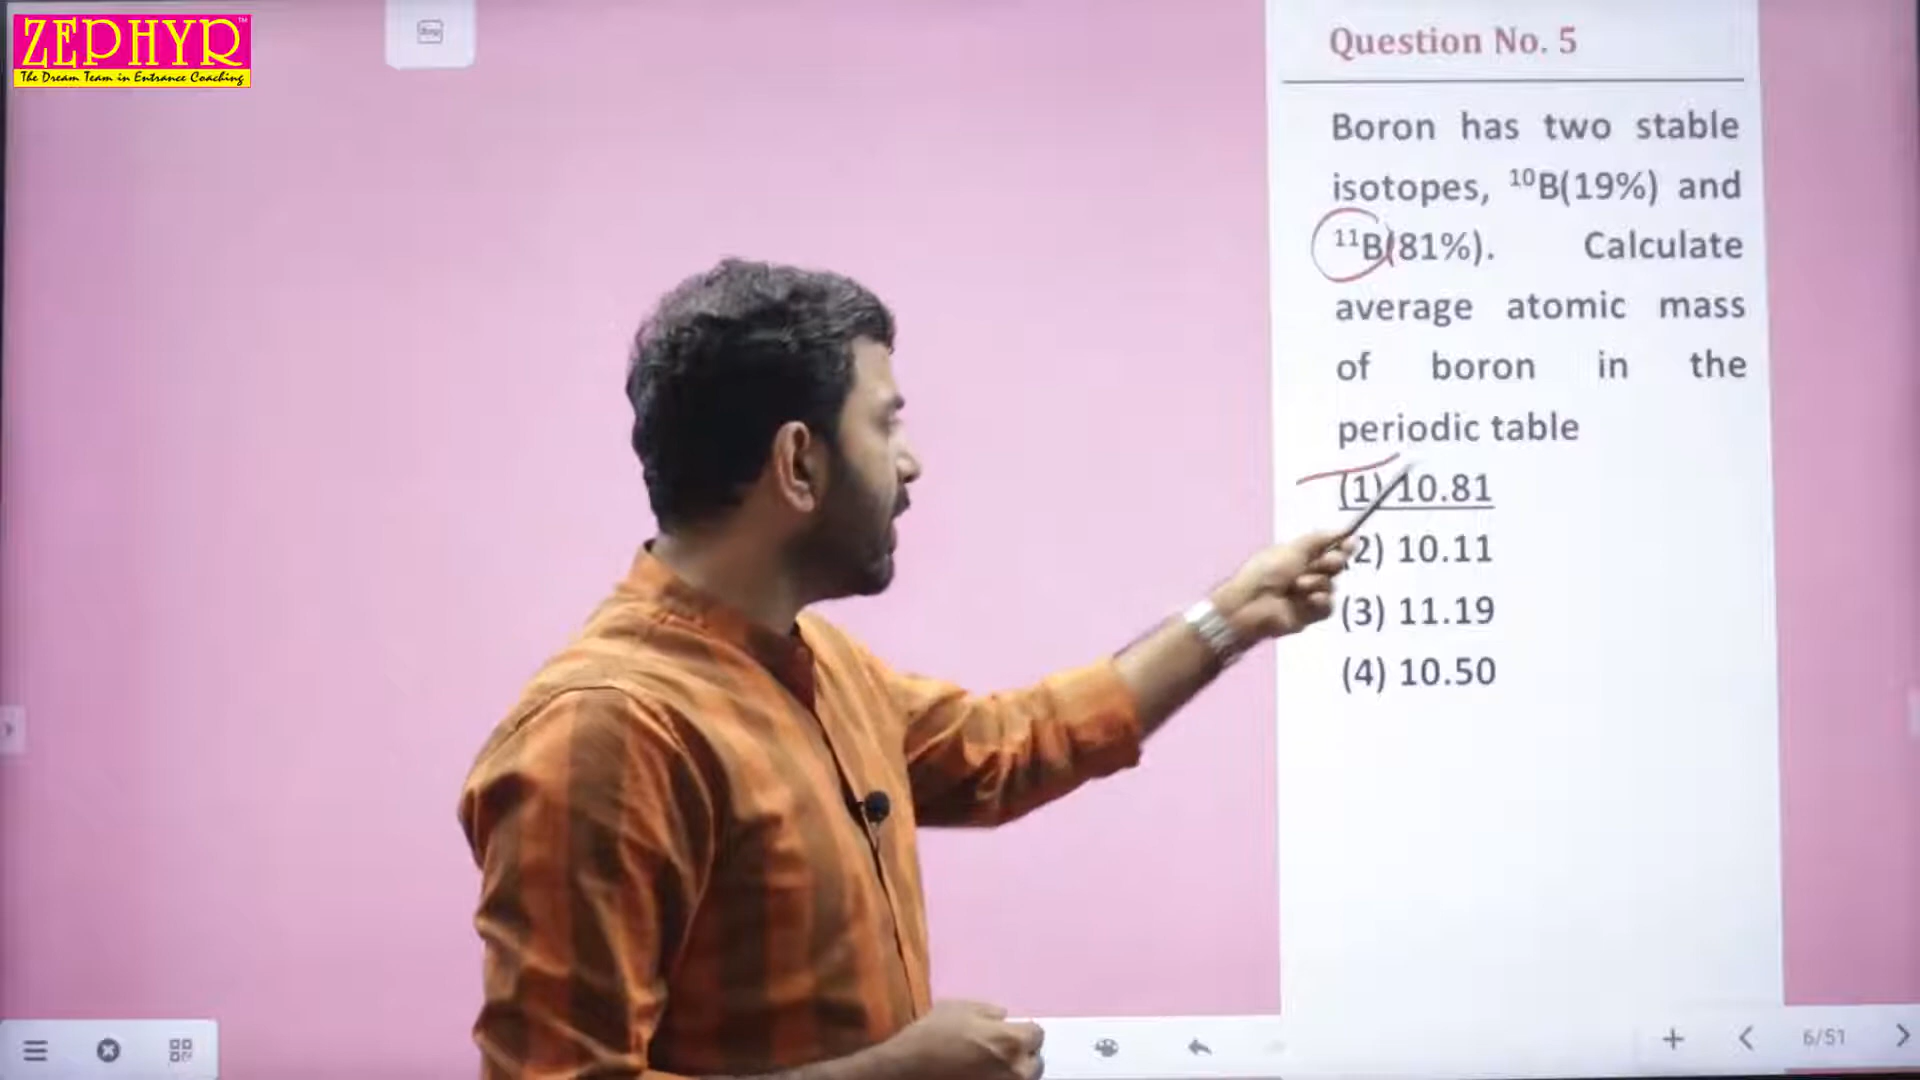 ZEPHYR™
The Dream Team in Entrance Coaching
Question No. 5
Boron has two stable
isotopes, ¹⁰B(19%) and
¹¹B(81%). Calculate
average atomic mass
of boron in the
periodic table
(1) 10.81
(2) 10.11
(3) 11.19
(4) 10.50
6/51